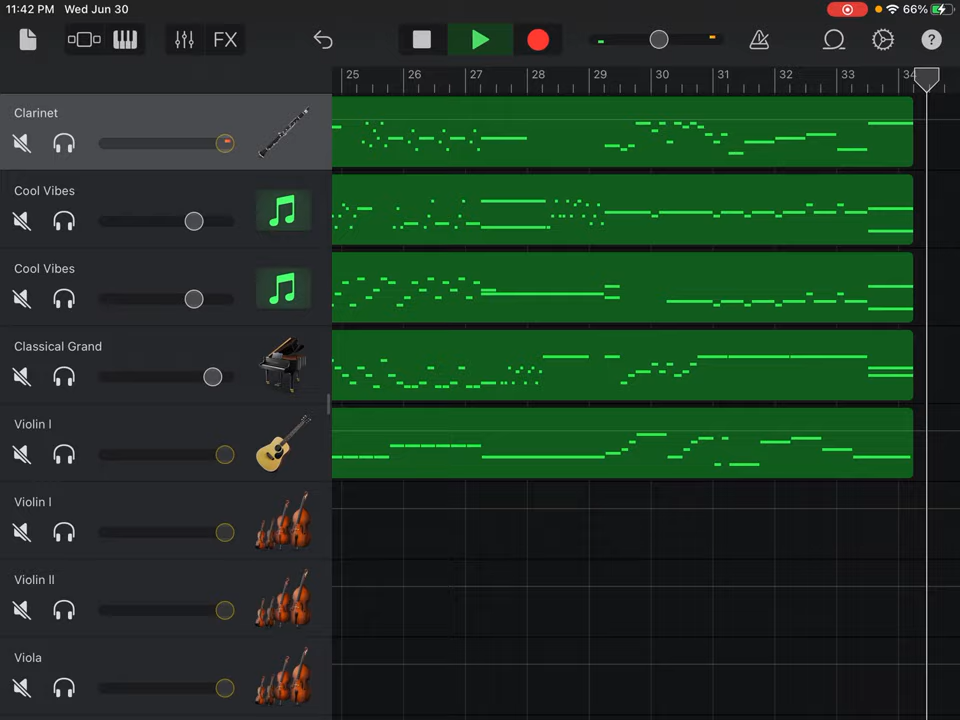 11:42 PM Wed Jun 30
66%
FX
?
25 26 27 28 29 30 31 32 33 34
Clarinet
Cool Vibes
Cool Vibes
Classical Grand
Violin I
Violin I
Violin II
Viola